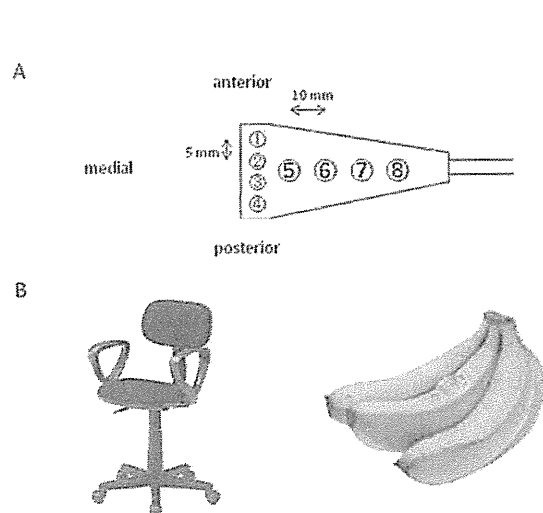 A
anterior
10 mm
5 mm
medial
① ② ③ ④ ⑤ ⑥ ⑦ ⑧
posterior
B